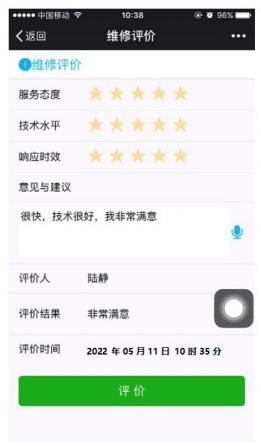 中国移动 10:38 96%
返回 维修评价
维修评价
服务态度
技术水平
响应时效
意见与建议
很快，技术很好，我非常满意
评价人 陆静
评价结果 非常满意
评价时间 2022 年 05 月 11 日 10 时 35 分
评 价